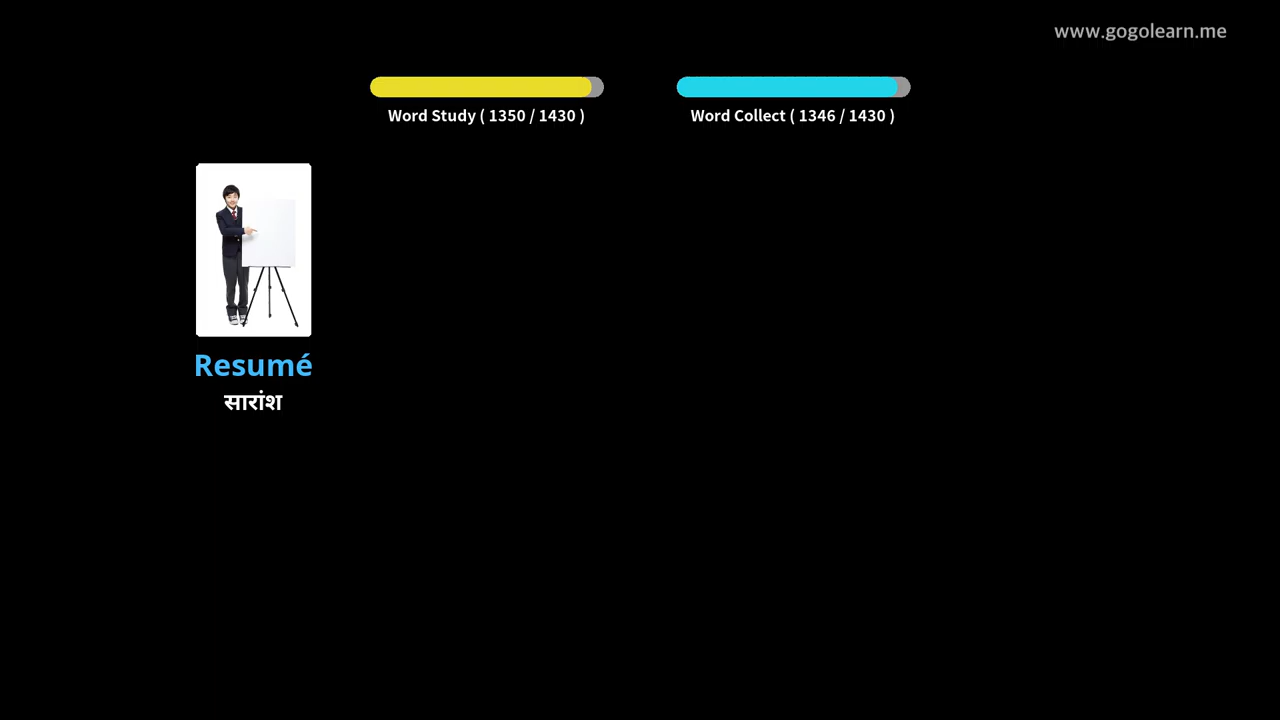 www.gogolearn.me
Word Study ( 1350 / 1430 )
Word Collect ( 1346 / 1430 )
Resumé
सारांश